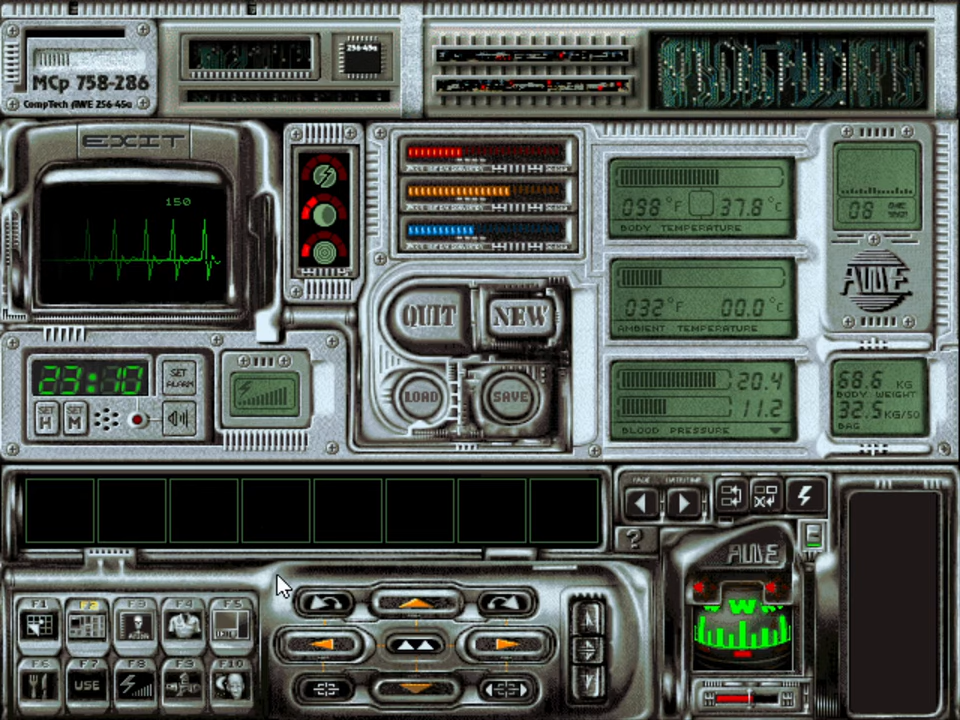 MCp 758-286
CompTech AWE 256-45a
256-45a
EXIT
150
098 °F 37.8 °C
BODY TEMPERATURE
08
AWE
032 °F 00.0 °C
AMBIENT TEMPERATURE
QUIT NEW
LOAD SAVE
23:10
SET ALARM
SET H
SET M
20.4
11.2
BLOOD PRESSURE
68.6 KG
BODY WEIGHT
32.5 KG/50
BAG
?
AWE
W
F1 F2 F3 F4 F5
F6 F7 F8 F9 F10
USE